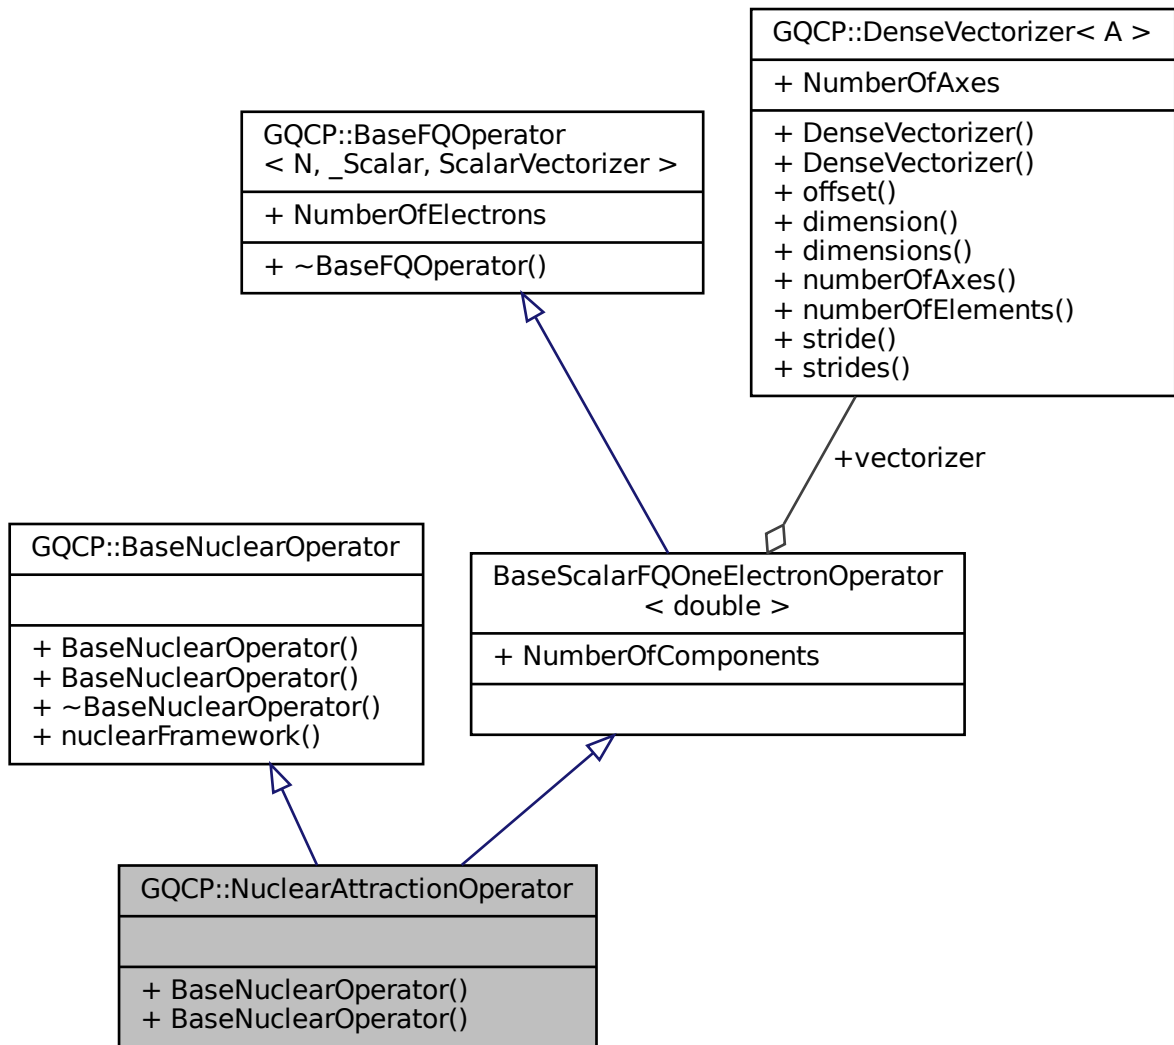 GQCP::DenseVectorizer< A >
+ NumberOfAxes
+ DenseVectorizer()
+ DenseVectorizer()
+ offset()
+ dimension()
+ dimensions()
+ numberOfAxes()
+ numberOfElements()
+ stride()
+ strides()
GQCP::BaseFQOperator
< N, _Scalar, ScalarVectorizer >
+ NumberOfElectrons
+ ~BaseFQOperator()
+vectorizer
GQCP::BaseNuclearOperator
+ BaseNuclearOperator()
+ BaseNuclearOperator()
+ ~BaseNuclearOperator()
+ nuclearFramework()
BaseScalarFQOneElectronOperator
< double >
+ NumberOfComponents
GQCP::NuclearAttractionOperator
+ BaseNuclearOperator()
+ BaseNuclearOperator()